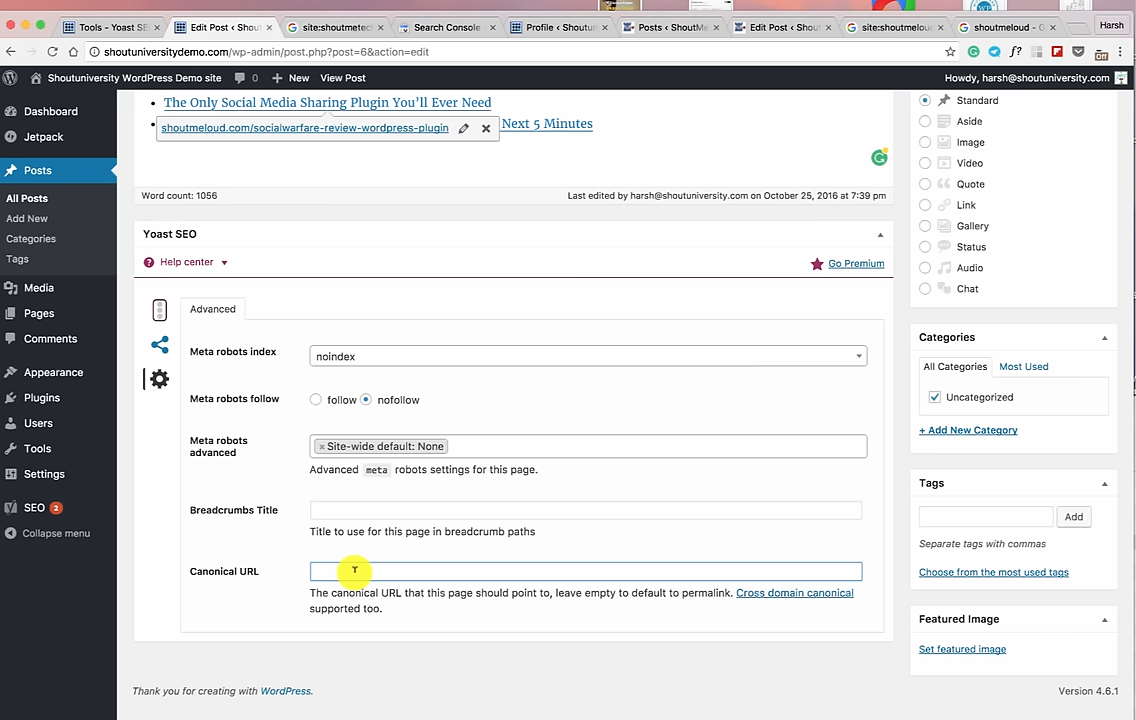 Tools - Yoast SE
Edit Post ‹ Shout
site:shoutmetech
Search Console
Profile ‹ Shoutun
Posts ‹ ShoutMe
Edit Post ‹ Shout
site:shoutmeloud
shoutmeloud - G
Harsh
shoutuniversitydemo.com/wp-admin/post.php?post=6&action=edit
Shoutuniversity WordPress Demo site
0
New
View Post
Howdy, harsh@shoutuniversity.com
Dashboard
Jetpack
Posts
All Posts
Add New
Categories
Tags
Media
Pages
Comments
Appearance
Plugins
Users
Tools
Settings
SEO 2
Collapse menu
• The Only Social Media Sharing Plugin You'll Ever Need
shoutmeloud.com/socialwarfare-review-wordpress-plugin
Next 5 Minutes
Word count: 1056
Last edited by harsh@shoutuniversity.com on October 25, 2016 at 7:39 pm
Yoast SEO
Help center
Go Premium
Advanced
Meta robots index
noindex
Meta robots follow
follow
nofollow
Meta robots
advanced
× Site-wide default: None
Advanced meta robots settings for this page.
Breadcrumbs Title
Title to use for this page in breadcrumb paths
Canonical URL
The canonical URL that this page should point to, leave empty to default to permalink. Cross domain canonical
supported too.
Standard
Aside
Image
Video
Quote
Link
Gallery
Status
Audio
Chat
Categories
All Categories
Most Used
Uncategorized
+ Add New Category
Tags
Add
Separate tags with commas
Choose from the most used tags
Featured Image
Set featured image
Thank you for creating with WordPress.
Version 4.6.1